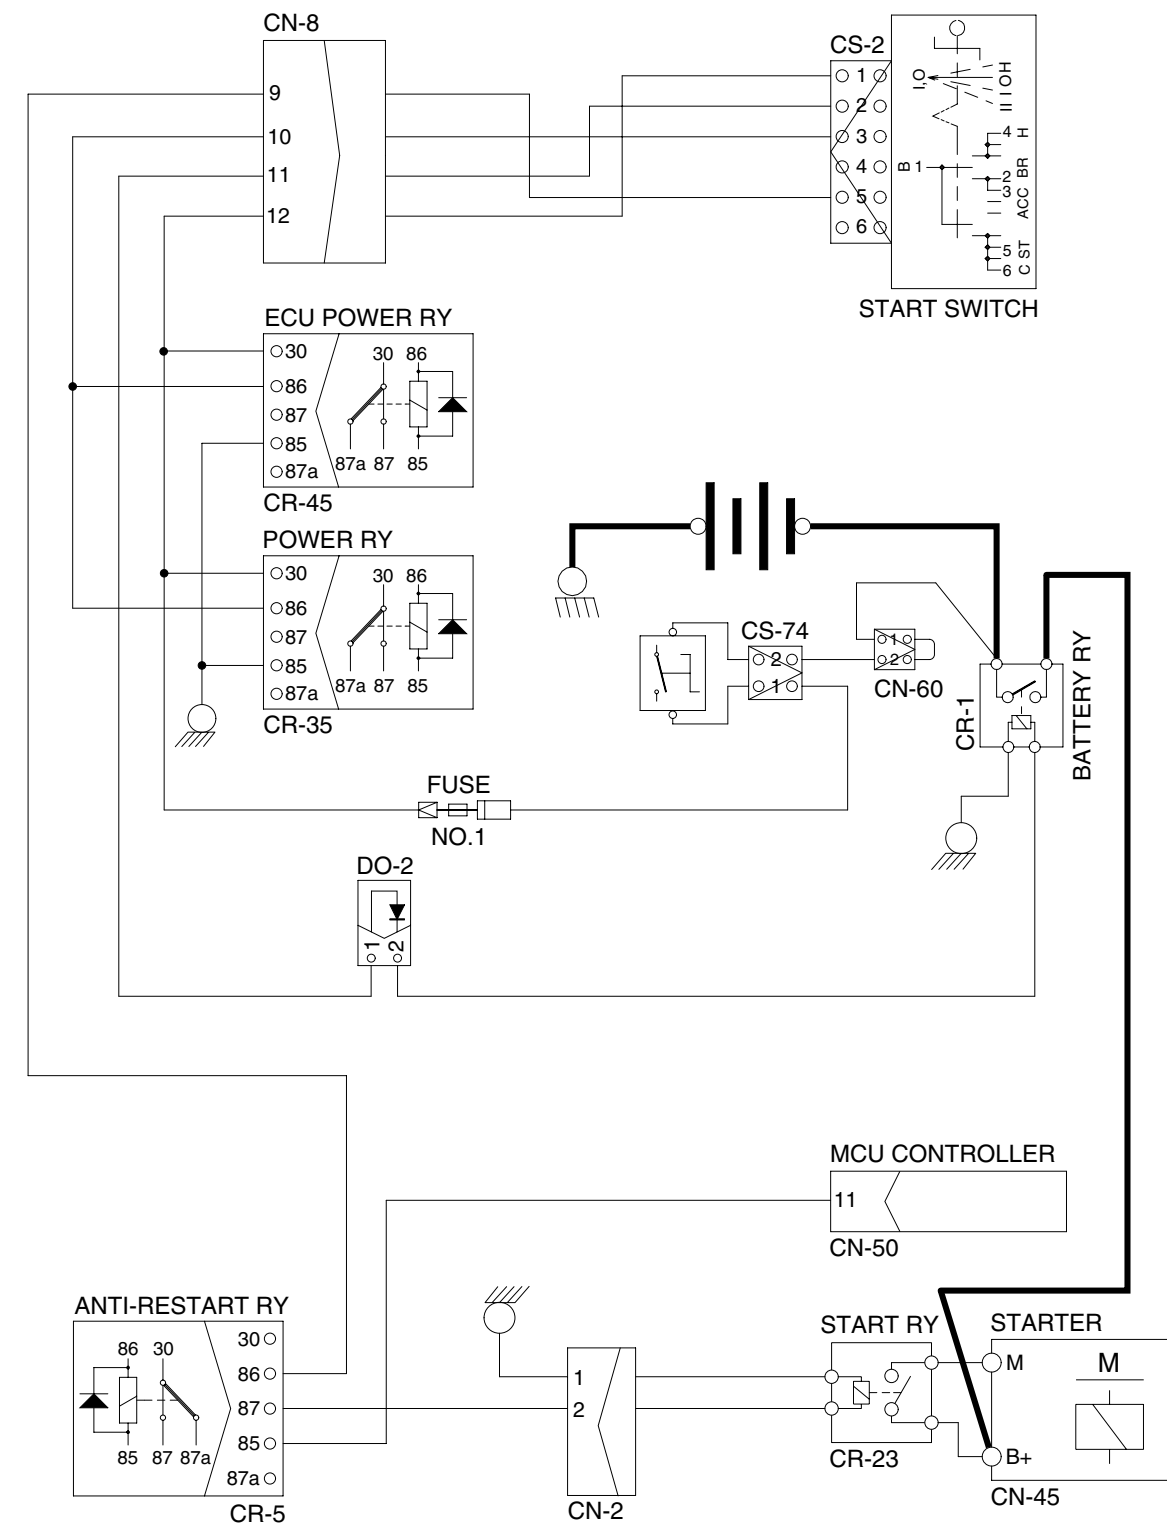 CN-8
9
10
11
12
CS-2
1
2
3
4
5
6
I,O
H
O
I
II
B 1
4 H
2 BR
3 ACC
5 ST
6 C
START SWITCH
ECU POWER RY
30
86
87
85
87a
30 86
87a 87 85
CR-45
POWER RY
30
86
87
85
87a
30 86
87a 87 85
CR-35
CS-74
2
1
1
2
CN-60
CR-1
BATTERY RY
FUSE
NO.1
DO-2
1
2
MCU CONTROLLER
11
CN-50
ANTI-RESTART RY
86 30
85 87 87a
30
86
87
85
87a
CR-5
1
2
CN-2
START RY
CR-23
STARTER
M
M
B+
CN-45